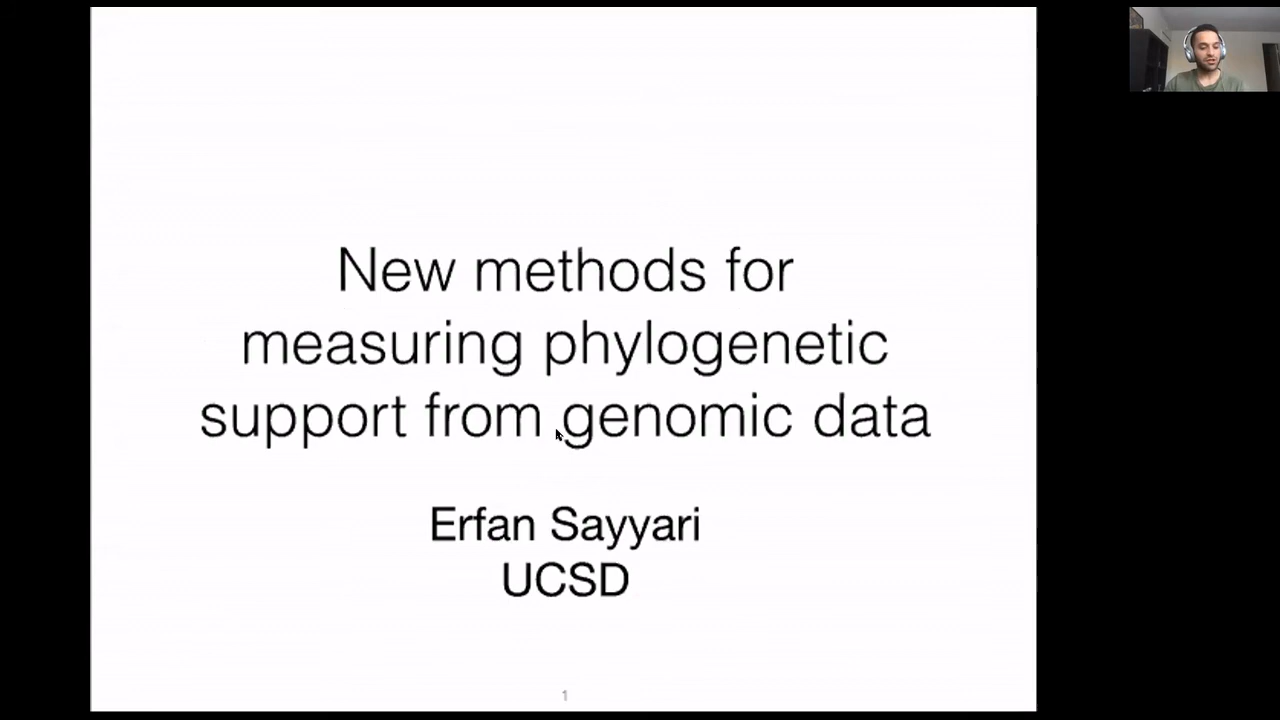 New methods for
measuring phylogenetic
support from genomic data
Erfan Sayyari
UCSD
1